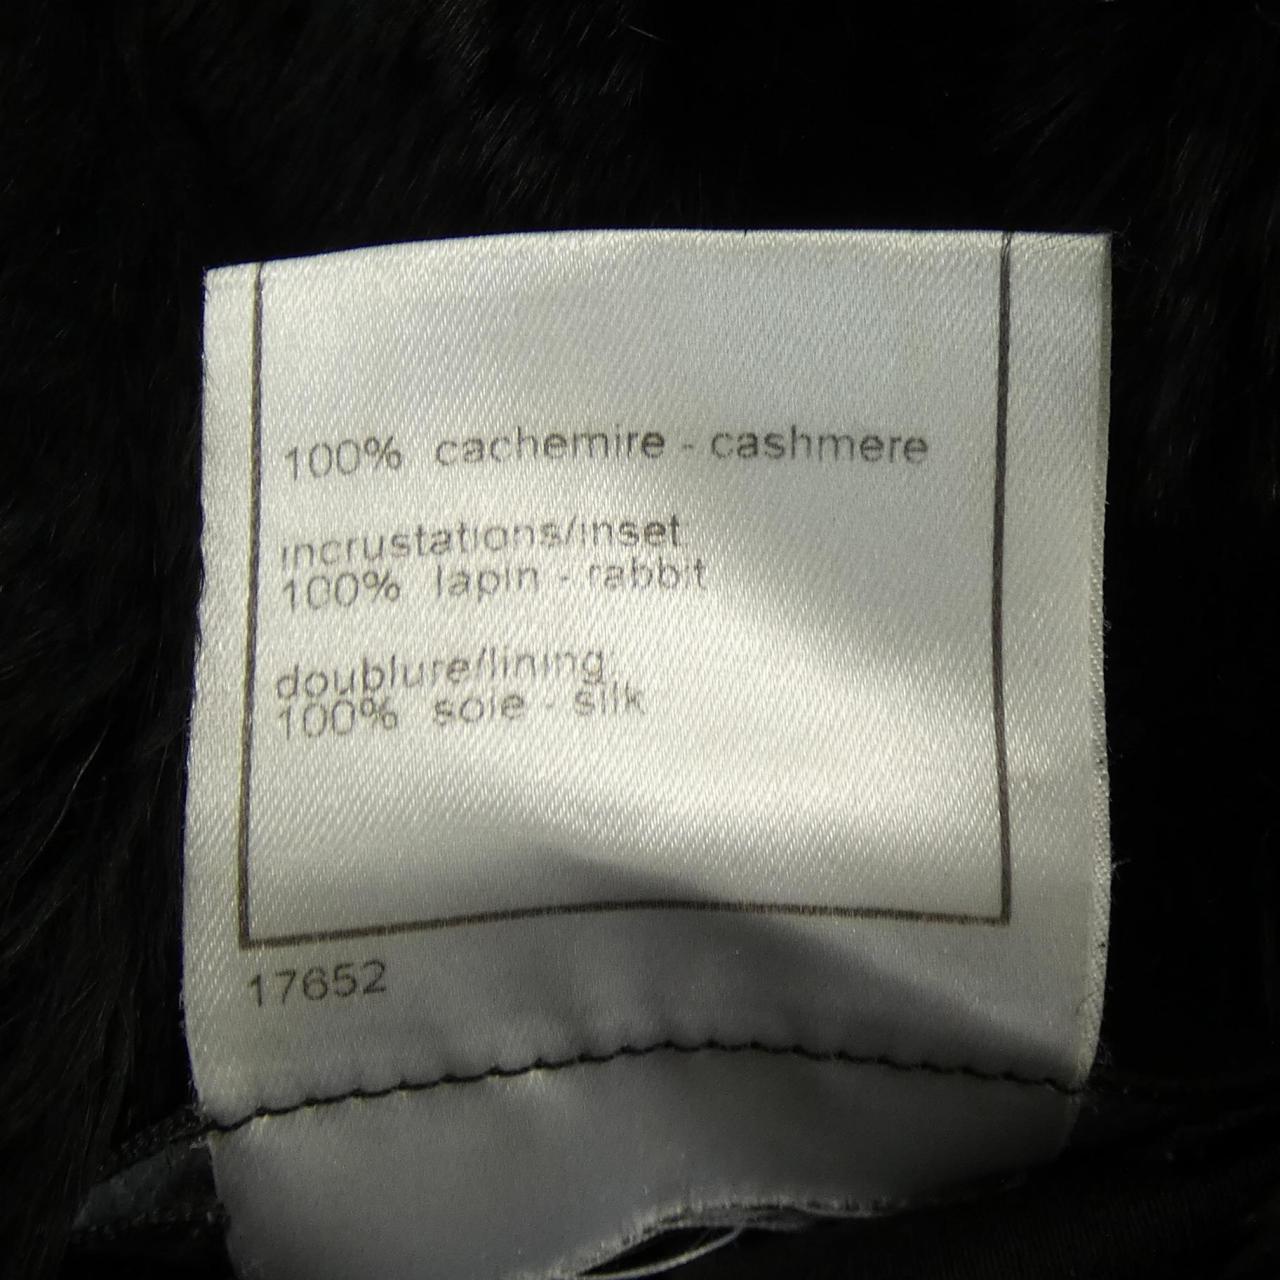 100% cachemire - cashmere
incrustations/inset:
100% lapin - rabbit
doublure/lining:
100% soie - silk
17652